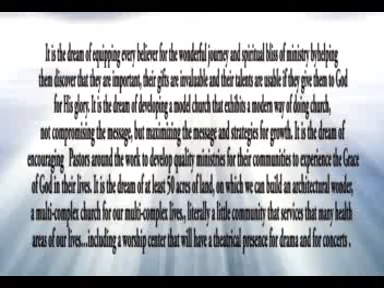 It is the dream of equipping every believer for the wonderful journey and spiritual bliss of ministry byhelping
them discover that they are important, their gifts are invaluable and their talents are usable if they give them to God
for His glory. It is the dream of developing a model church that exhibits a modern way of doing church,
not compromising the message, but maximizing the message and strategies for growth. It is the dream of
encouraging Pastors around the work to develop quality ministries for their communities to experience the Grace
of God in their lives. It is the dream of at least 50 acres of land, on which we can build an architectural wonder,
a multi-complex church for our multi-complex lives., literally a little community that services that many health
areas of our lives...including a worship center that will have a theatrical presence for drama and for concerts .